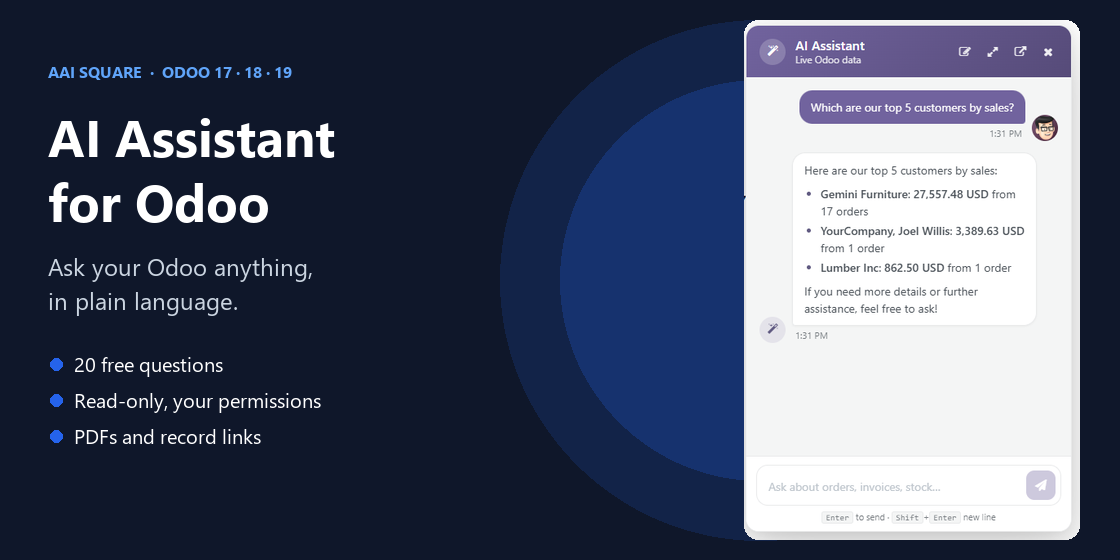 AAI SQUARE · ODOO 17 · 18 · 19
AI Assistant
for Odoo
Ask your Odoo anything,
in plain language.
20 free questions
Read-only, your permissions
PDFs and record links
AI Assistant
Live Odoo data
Which are our top 5 customers by sales?
1:31 PM
Here are our top 5 customers by sales:
• Gemini Furniture: 27,557.48 USD from
17 orders
• YourCompany, Joel Willis: 3,389.63 USD
from 1 order
• Lumber Inc: 862.50 USD from 1 order
If you need more details or further
assistance, feel free to ask!
1:31 PM
Ask about orders, invoices, stock...
Enter to send · Shift + Enter new line